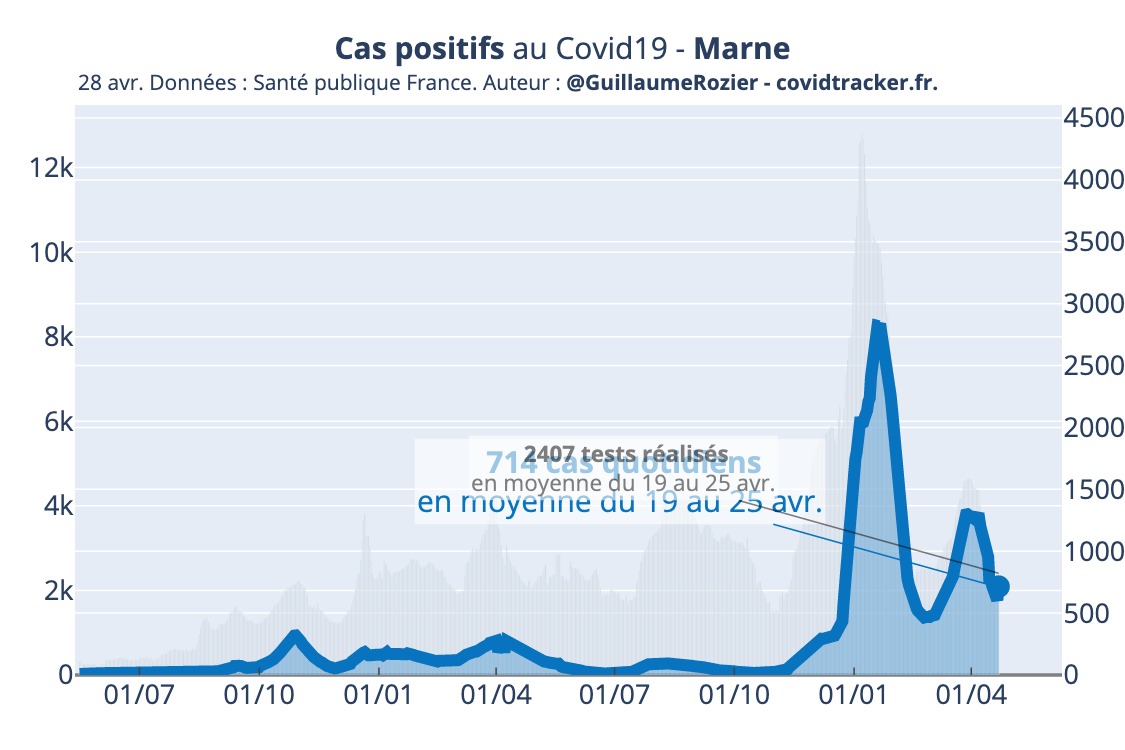 Cas positifs au Covid19 - Marne
28 avr. Données : Santé publique France. Auteur : @GuillaumeRozier - covidtracker.fr.
12k
10k
8k
6k
4k
2k
0
4500
4000
3500
3000
2500
2000
1500
1000
500
0
2407 tests réalisés
714 cas quotidiens
en moyenne du 19 au 25 avr.
en moyenne du 19 au 25 avr.
01/07 01/10 01/01 01/04 01/07 01/10 01/01 01/04